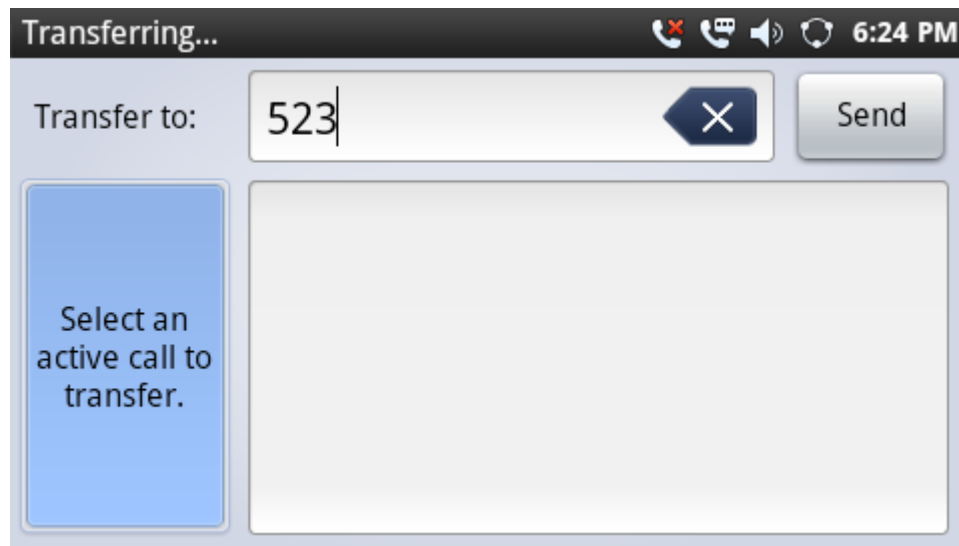 Transferring...
6:24 PM
Transfer to:
523
Send
Select an
active call to
transfer.